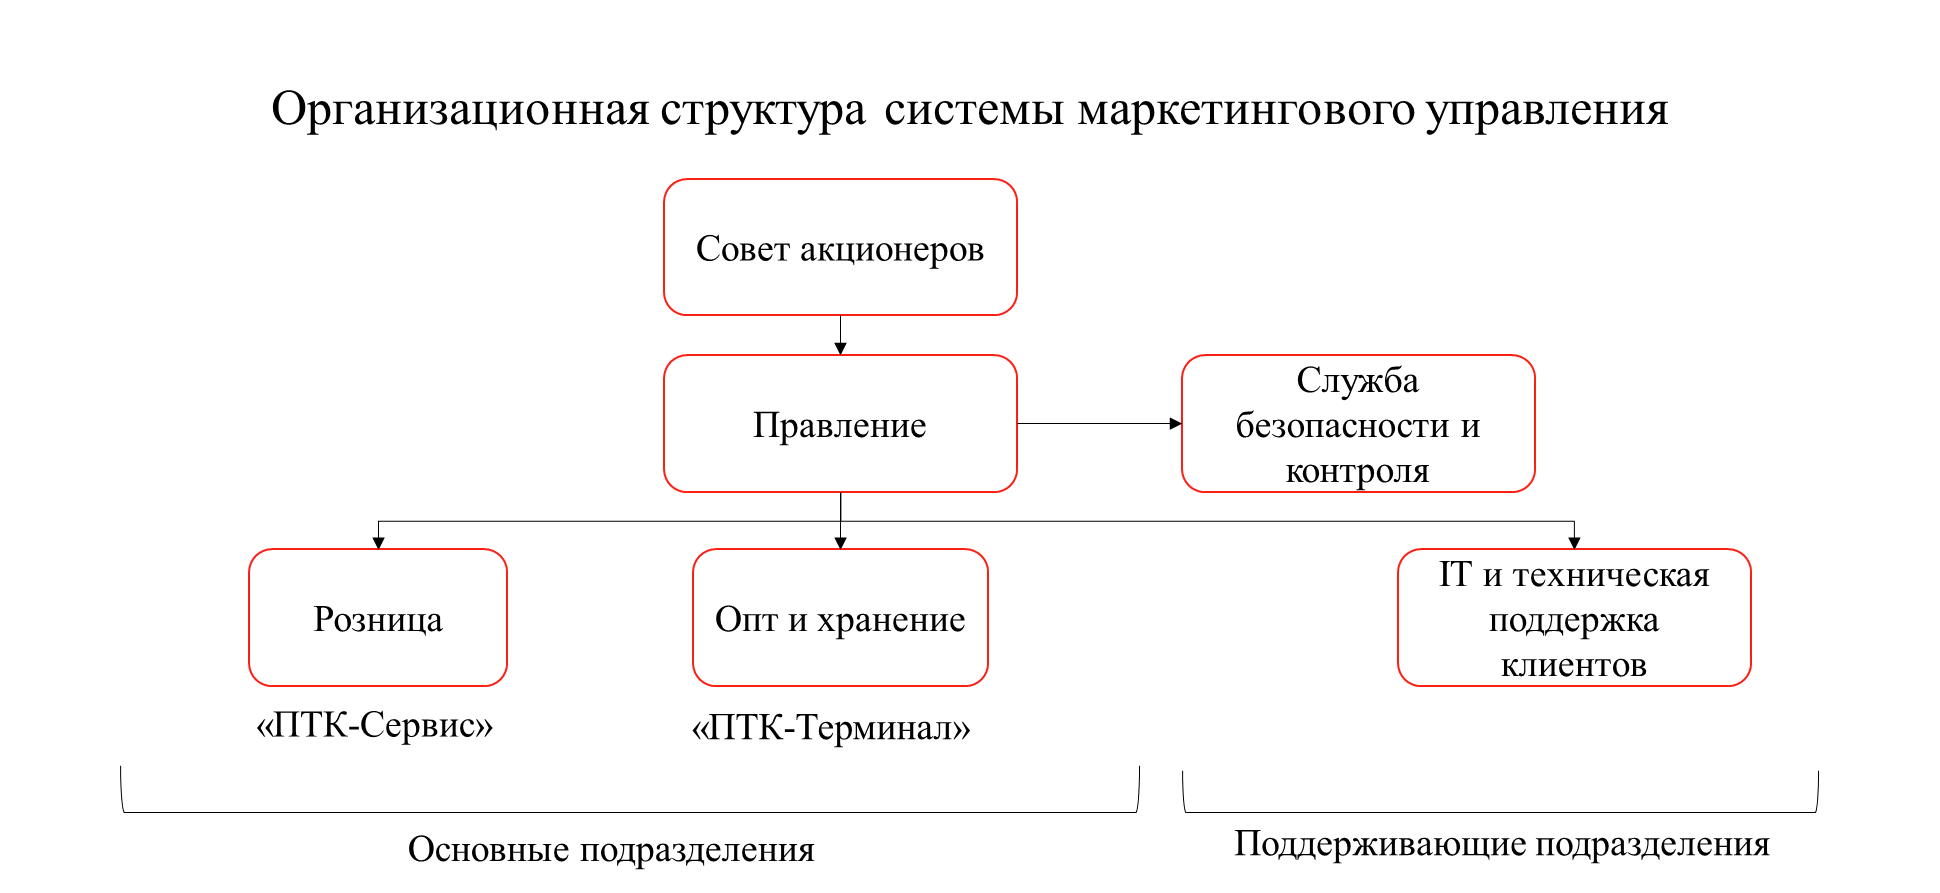 Организационная структура системы маркетингового управления
Совет акционеров
Правление
Служба
безопасности и
контроля
Розница
Опт и хранение
IT и техническая
поддержка
клиентов
«ПТК-Сервис»
«ПТК-Терминал»
Основные подразделения
Поддерживающие подразделения